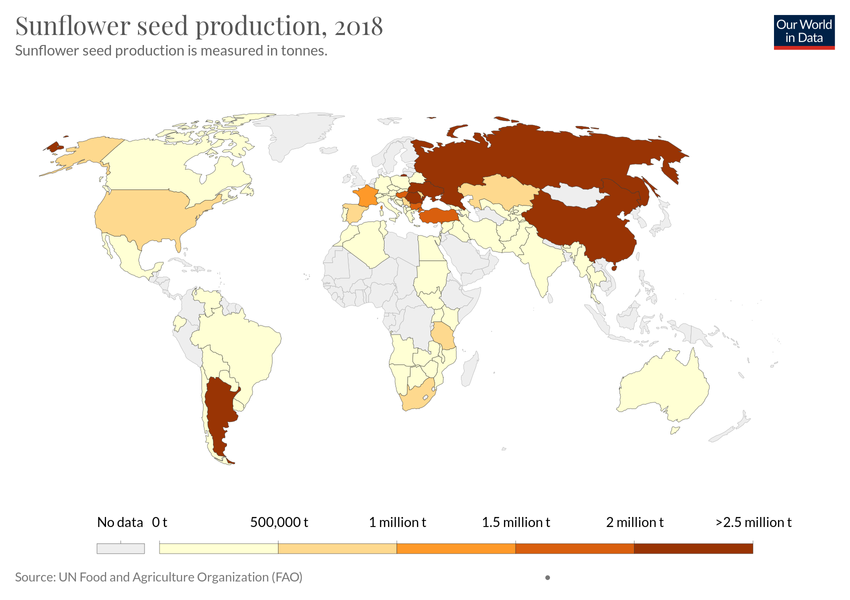 Sunflower seed production, 2018
Sunflower seed production is measured in tonnes.
Our World
in Data
No data 0 t 500,000 t 1 million t 1.5 million t 2 million t >2.5 million t
Source: UN Food and Agriculture Organization (FAO) •